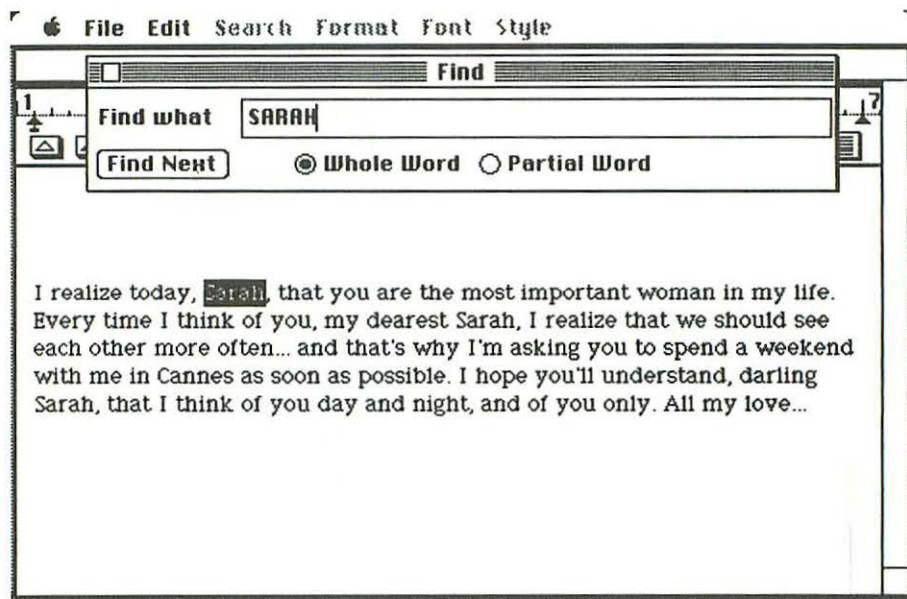 File Edit Search Format Font Style
Find
1 7
Find what SARAH
Find Next Whole Word Partial Word
I realize today, Sarah, that you are the most important woman in my life.
Every time I think of you, my dearest Sarah, I realize that we should see
each other more often... and that's why I'm asking you to spend a weekend
with me in Cannes as soon as possible. I hope you'll understand, darling
Sarah, that I think of you day and night, and of you only. All my love...